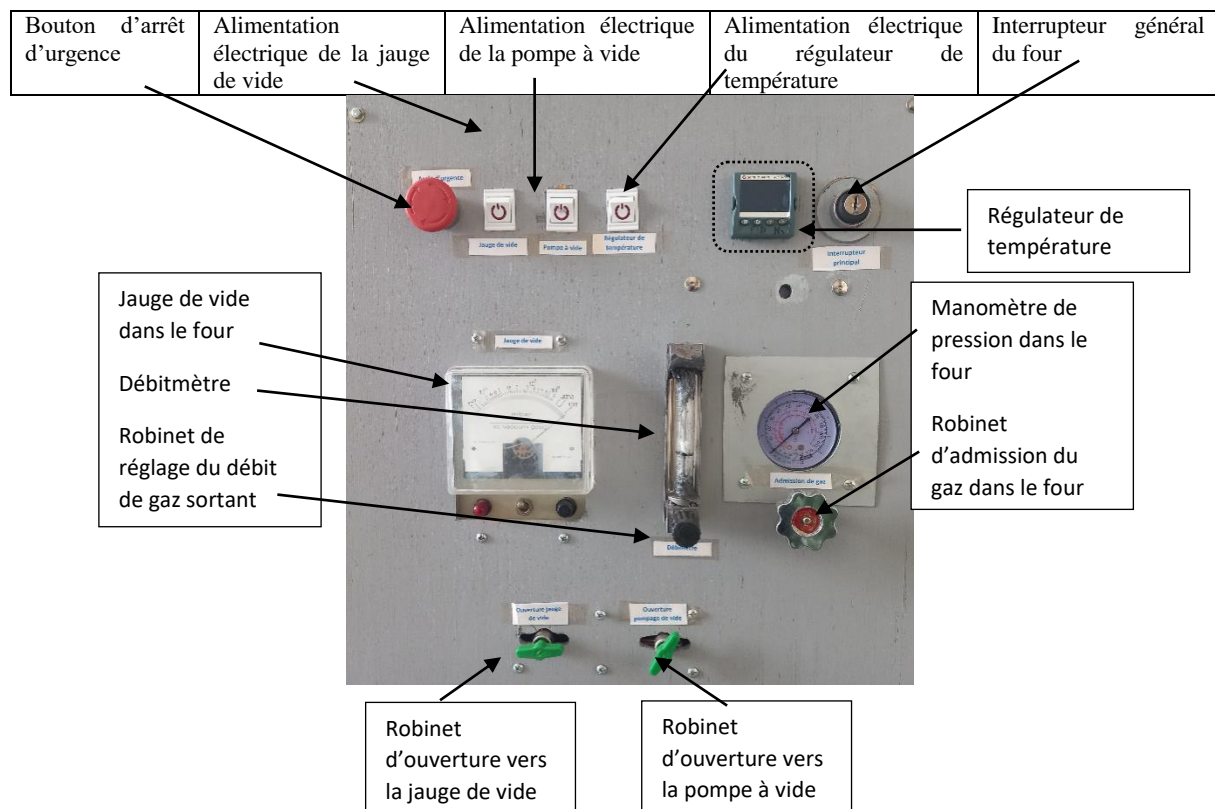 Bouton d'arrêt
d'urgence
Alimentation
électrique de la jauge
de vide
Alimentation électrique
de la pompe à vide
Alimentation électrique
du régulateur de
température
Interrupteur général
du four
Jauge de vide
Pompe à vide
Régulateur de
température
Interrupteur
principal
Régulateur de
température
Jauge de vide
dans le four
Débitmètre
Robinet de
réglage du débit
de gaz sortant
Jauge de vide
Manomètre de
pression dans le
four
Robinet
d'admission du
gaz dans le four
Admission de gaz
Débitmètre
Ouverture jauge
de vide
Ouverture
pompage de vide
Robinet
d'ouverture vers
la jauge de vide
Robinet
d'ouverture vers
la pompe à vide